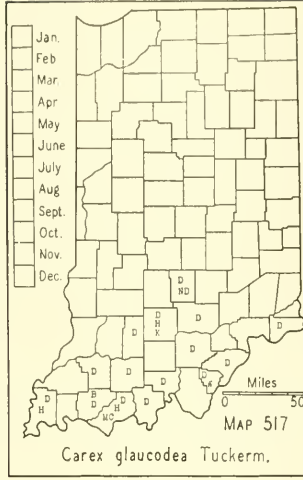 Jan.
Feb
Mar.
Apr
May
June
July
Aug
Sept.
Oct.
Nov.
Dec.
D
ND
D
H
K
D
D
D
D
D
D
D
D
D
B
D
H
D
D
H
MC
Miles
0 50
MAP 517
Carex glaucodea Tuckerm.